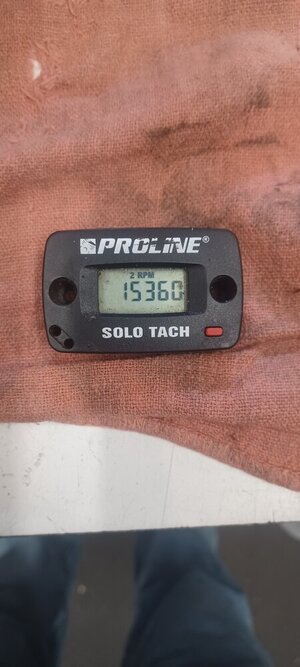 PROLINE®
2 RPM
15360
SOLO TACH